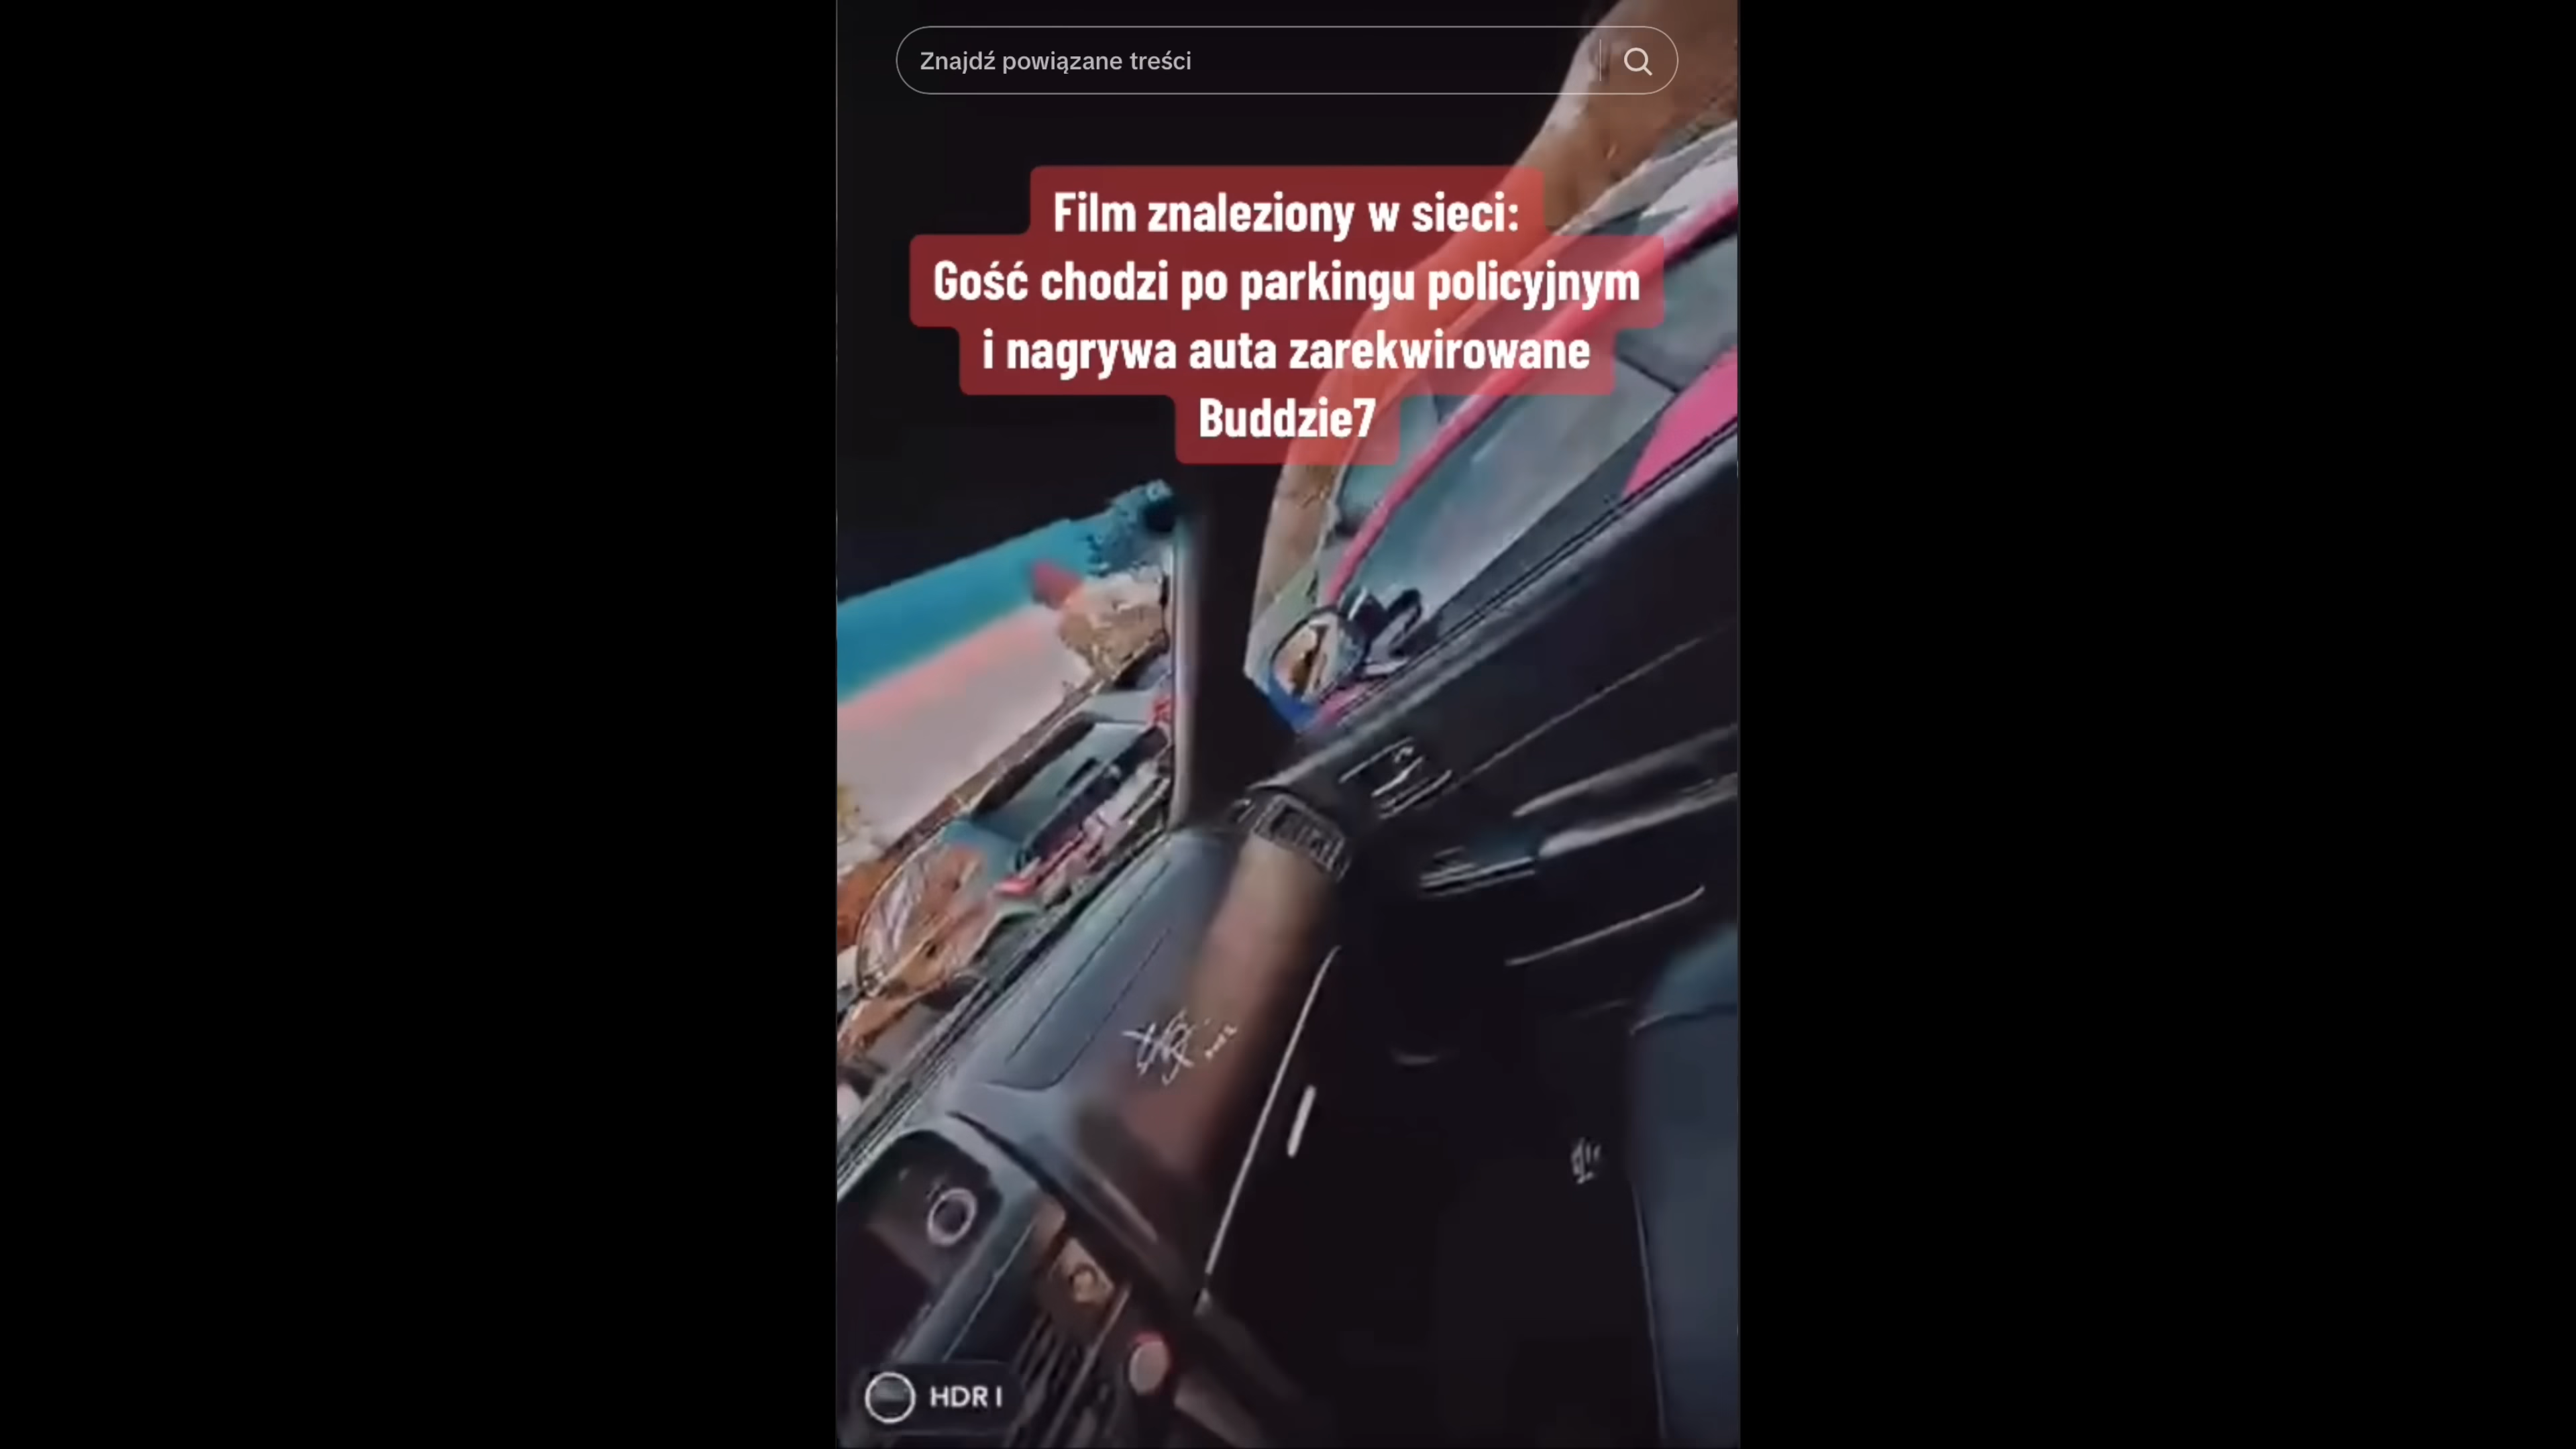 Znajdź powiązane treści
Film znaleziony w sieci:
Gość chodzi po parkingu policyjnym
i nagrywa auta zarekwirowane
Buddzie7
HDR I